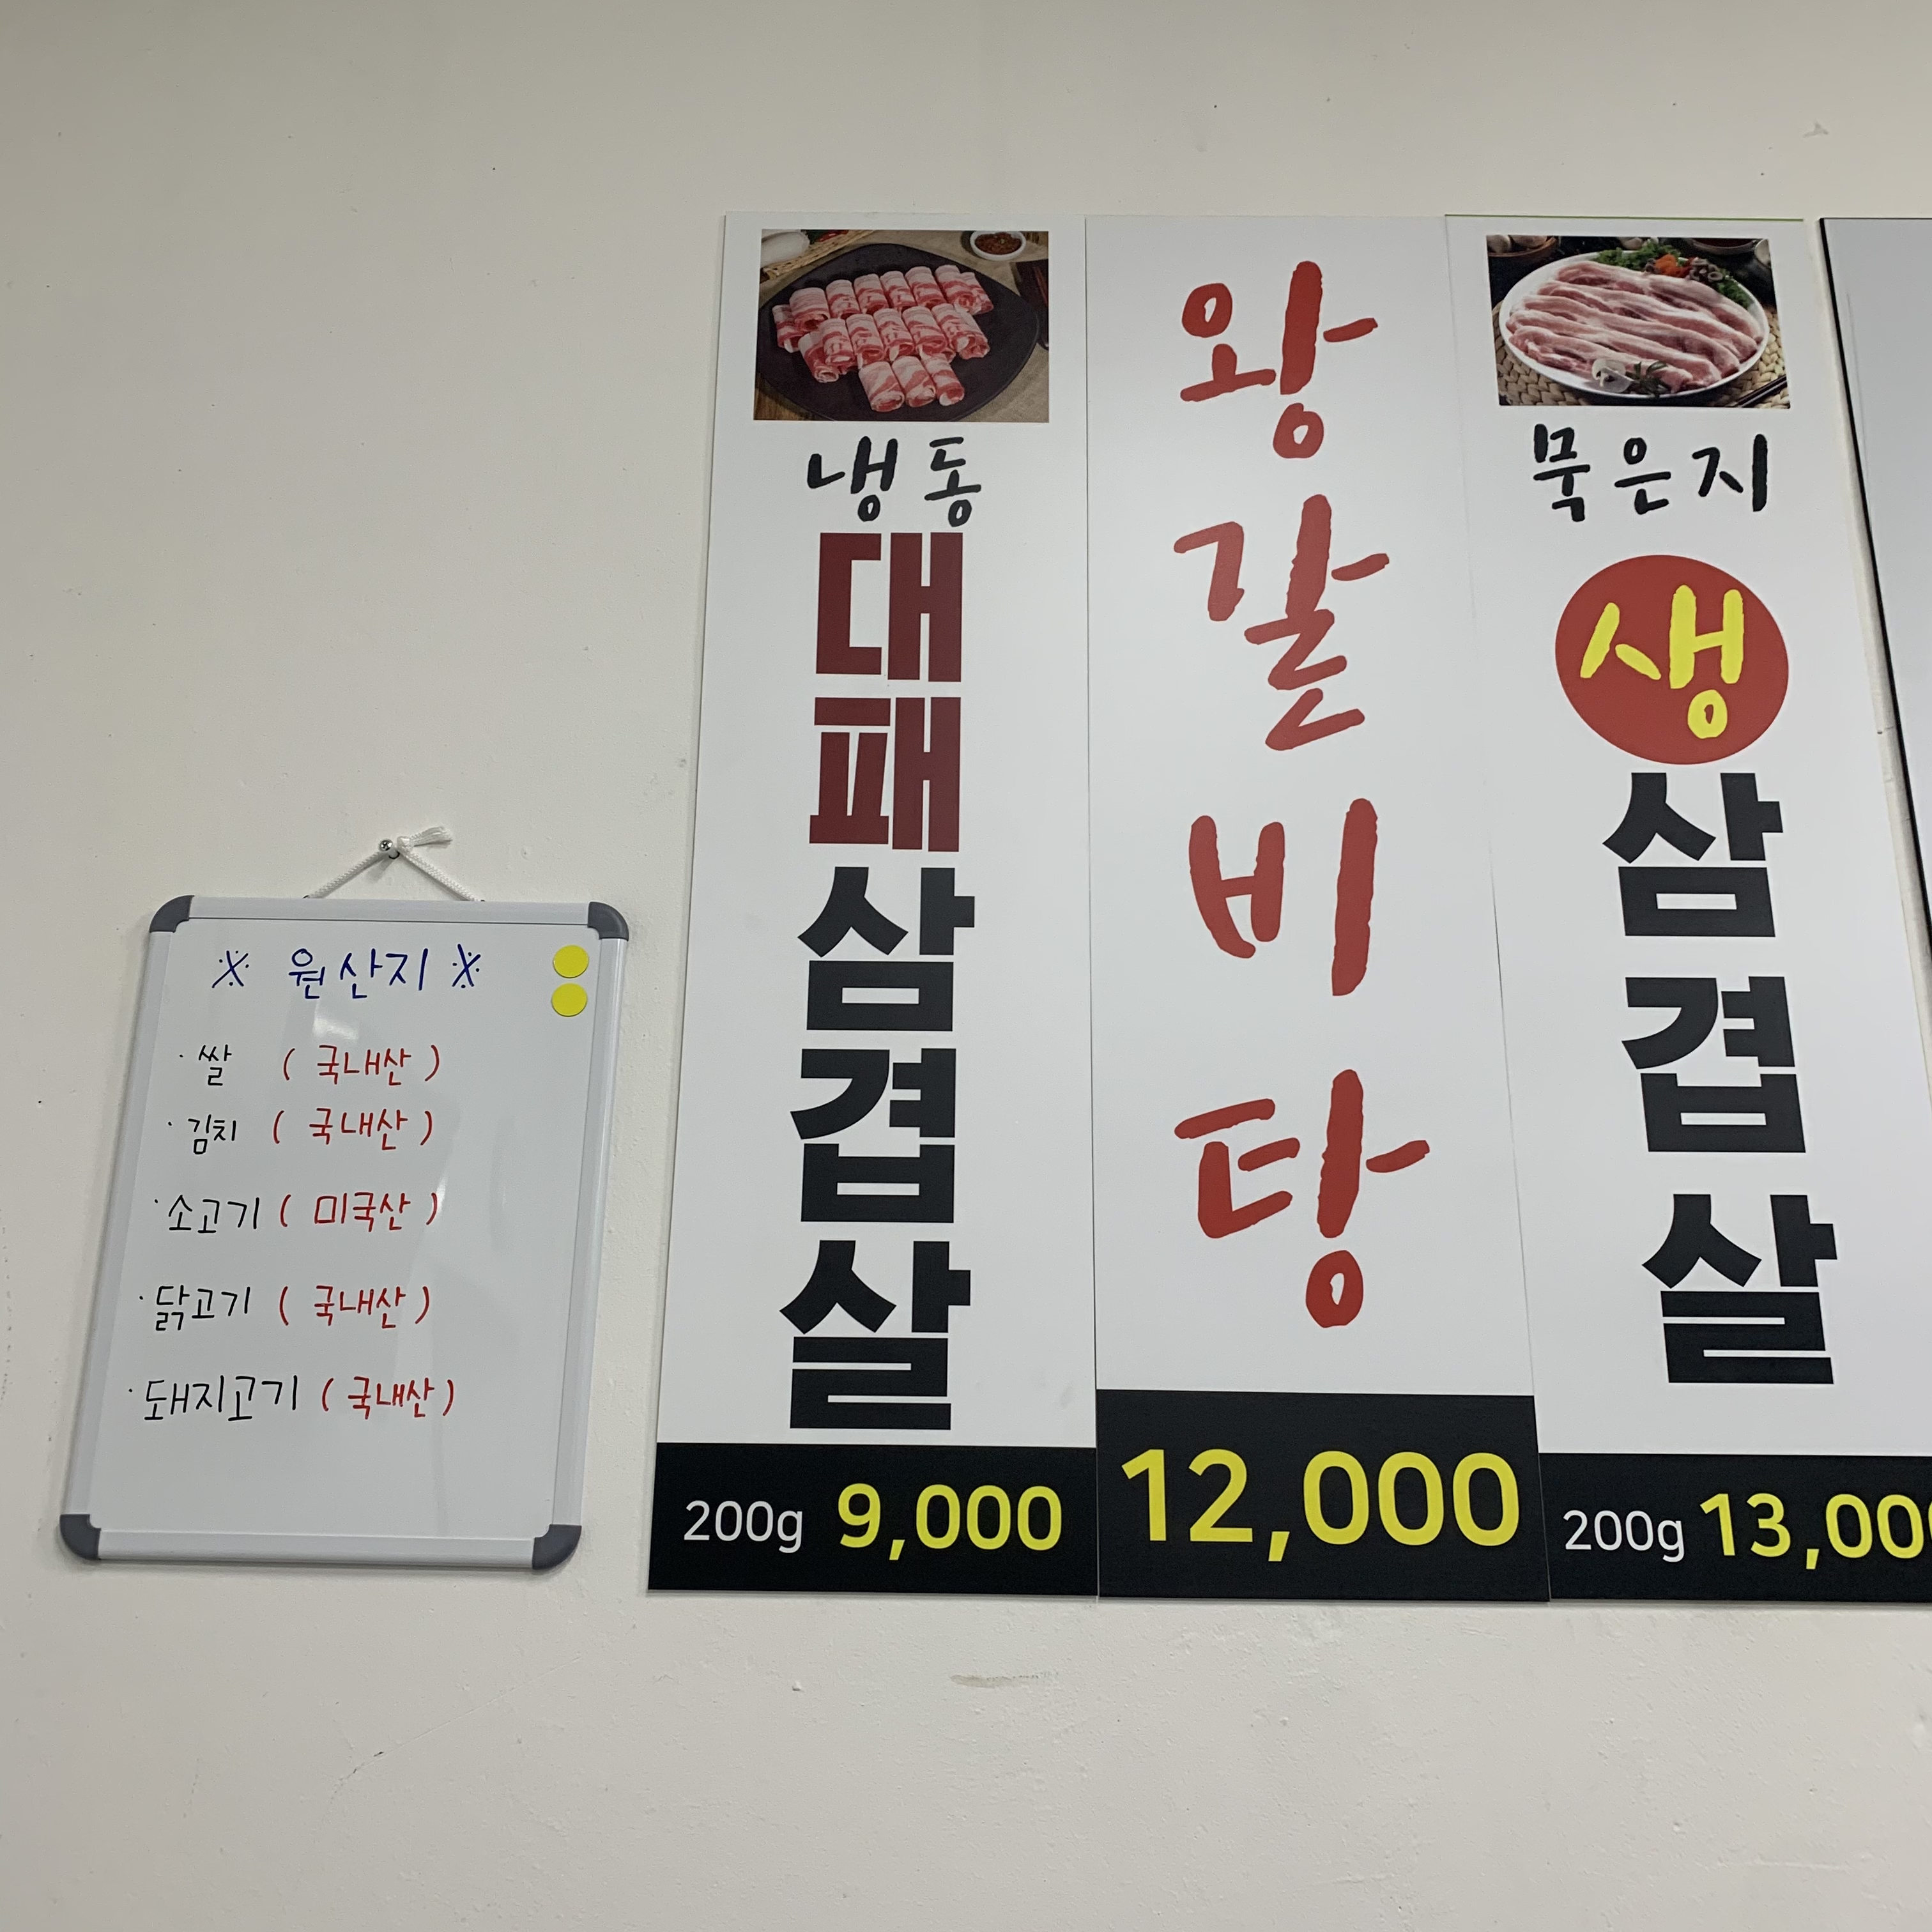 ※ 원산지 ※
· 쌀 ( 국내산 )
· 김치 ( 국내산 )
· 소고기 ( 미국산 )
· 닭고기 ( 국내산 )
· 돼지고기 ( 국내산 )
냉동
대패삼겹살
200g 9,000
왕갈비탕
12,000
묵은지
생삼겹살
200g 13,000